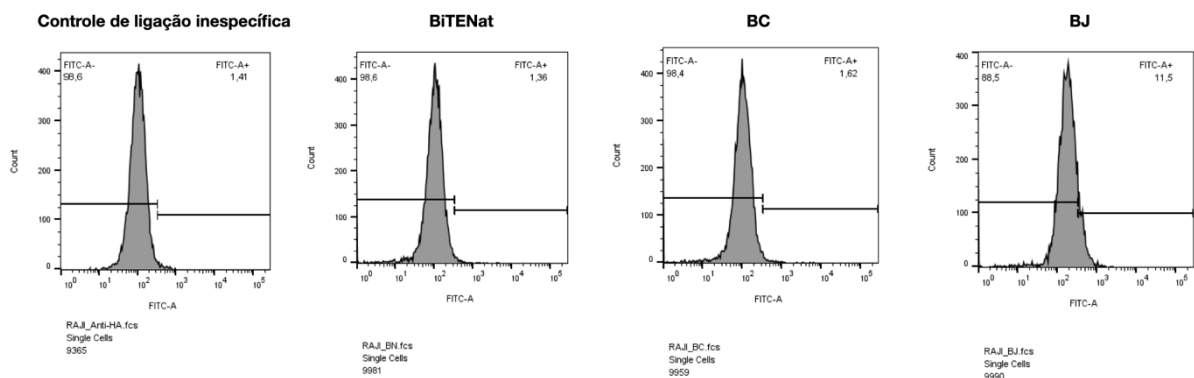 Controle de ligação inespecífica
FITC-A-
98,6
FITC-A+
1,41
400
300
200
100
0
Count
10^0 10^1 10^2 10^3 10^4 10^5
FITC-A
RAJI_Anti-HA.fcs
Single Cells
9365
BiTENat
FITC-A-
98,6
FITC-A+
1,36
400
300
200
100
0
Count
10^0 10^1 10^2 10^3 10^4 10^5
FITC-A
RAJI_BN.fcs
Single Cells
9981
BC
FITC-A-
98,4
FITC-A+
1,62
400
300
200
100
0
Count
10^0 10^1 10^2 10^3 10^4 10^5
FITC-A
RAJI_BC.fcs
Single Cells
9959
BJ
FITC-A-
88,5
FITC-A+
11,5
400
300
200
100
0
Count
10^0 10^1 10^2 10^3 10^4 10^5
FITC-A
RAJI_BJ.fcs
Single Cells
9990